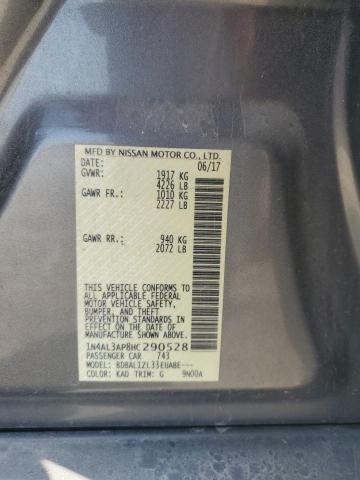 MFD BY NISSAN MOTOR CO., LTD.
DATE: 06/17
GVWR: 1917 KG
4226 LB
GAWR FR.: 1010 KG
2227 LB
GAWR RR.: 940 KG
2072 LB
THIS VEHICLE CONFORMS TO
ALL APPLICABLE FEDERAL
MOTOR VEHICLE SAFETY,
BUMPER, AND THEFT
PREVENTION STANDARDS IN
EFFECT ON THE DATE OF
MANUFACTURE SHOWN ABOVE.
1N4AL3AP8HC290528
PASSENGER CAR 743
MODEL: BDBALIZL33EUABE---
COLOR: KAD TRIM: G 9N00A